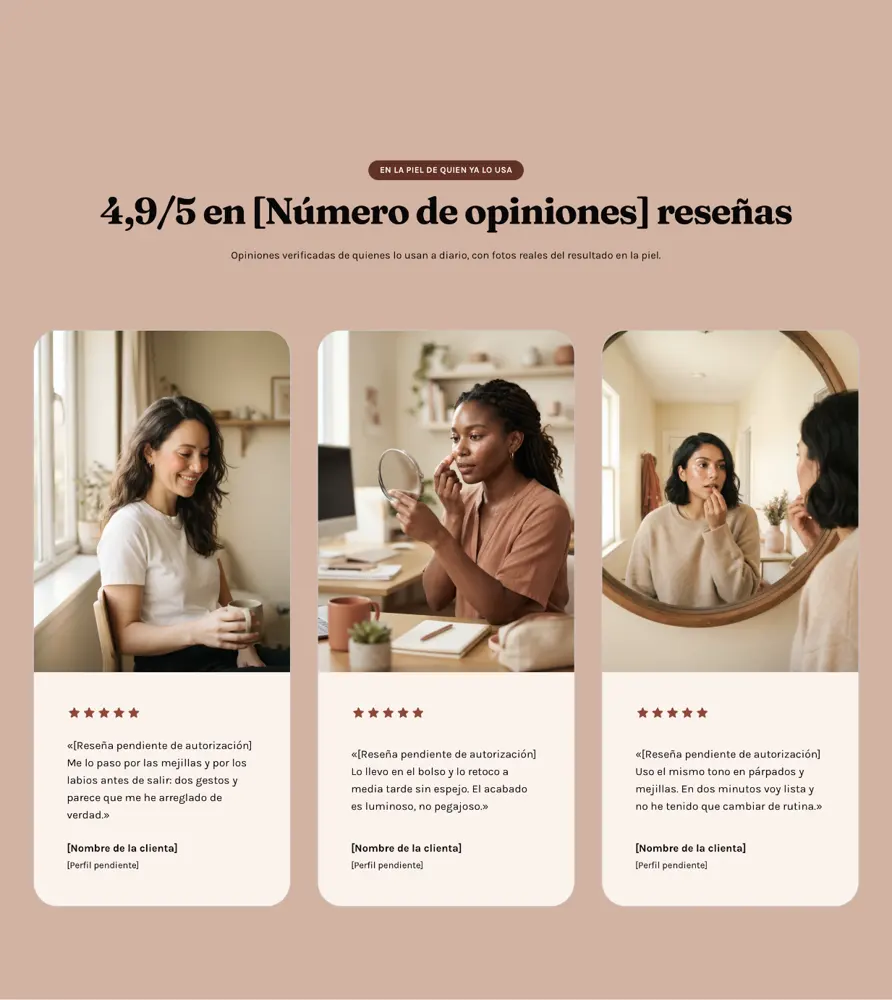 EN LA PIEL DE QUIEN YA LO USA
4,9/5 en [Número de opiniones] reseñas
Opiniones verificadas de quienes lo usan a diario, con fotos reales del resultado en la piel.
«[Reseña pendiente de autorización]
Me lo paso por las mejillas y por los
labios antes de salir: dos gestos y
parece que me he arreglado de
verdad.»
[Nombre de la clienta]
[Perfil pendiente]
«[Reseña pendiente de autorización]
Lo llevo en el bolso y lo retoco a
media tarde sin espejo. El acabado
es luminoso, no pegajoso.»
[Nombre de la clienta]
[Perfil pendiente]
«[Reseña pendiente de autorización]
Uso el mismo tono en párpados y
mejillas. En dos minutos voy lista y
no he tenido que cambiar de rutina.»
[Nombre de la clienta]
[Perfil pendiente]